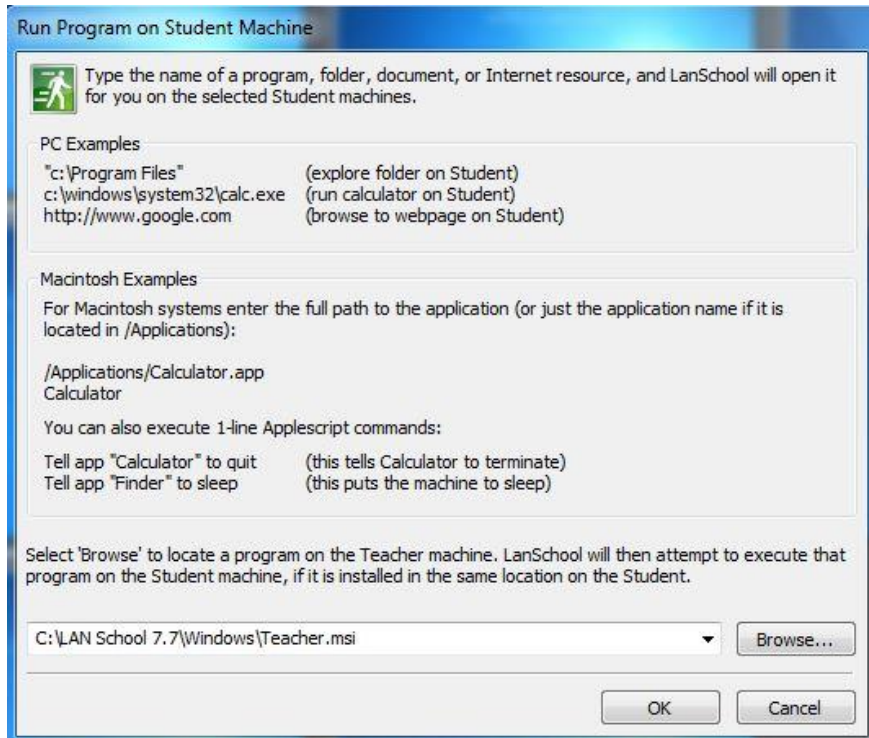 Run Program on Student Machine
Type the name of a program, folder, document, or Internet resource, and LanSchool will open it
for you on the selected Student machines.
PC Examples
"c:\Program Files" (explore folder on Student)
c:\windows\system32\calc.exe (run calculator on Student)
http://www.google.com (browse to webpage on Student)
Macintosh Examples
For Macintosh systems enter the full path to the application (or just the application name if it is
located in /Applications):
/Applications/Calculator.app
Calculator
You can also execute 1-line Applescript commands:
Tell app "Calculator" to quit (this tells Calculator to terminate)
Tell app "Finder" to sleep (this puts the machine to sleep)
Select 'Browse' to locate a program on the Teacher machine. LanSchool will then attempt to execute that
program on the Student machine, if it is installed in the same location on the Student.
C:\LAN School 7.7\Windows\Teacher.msi Browse...
OK Cancel